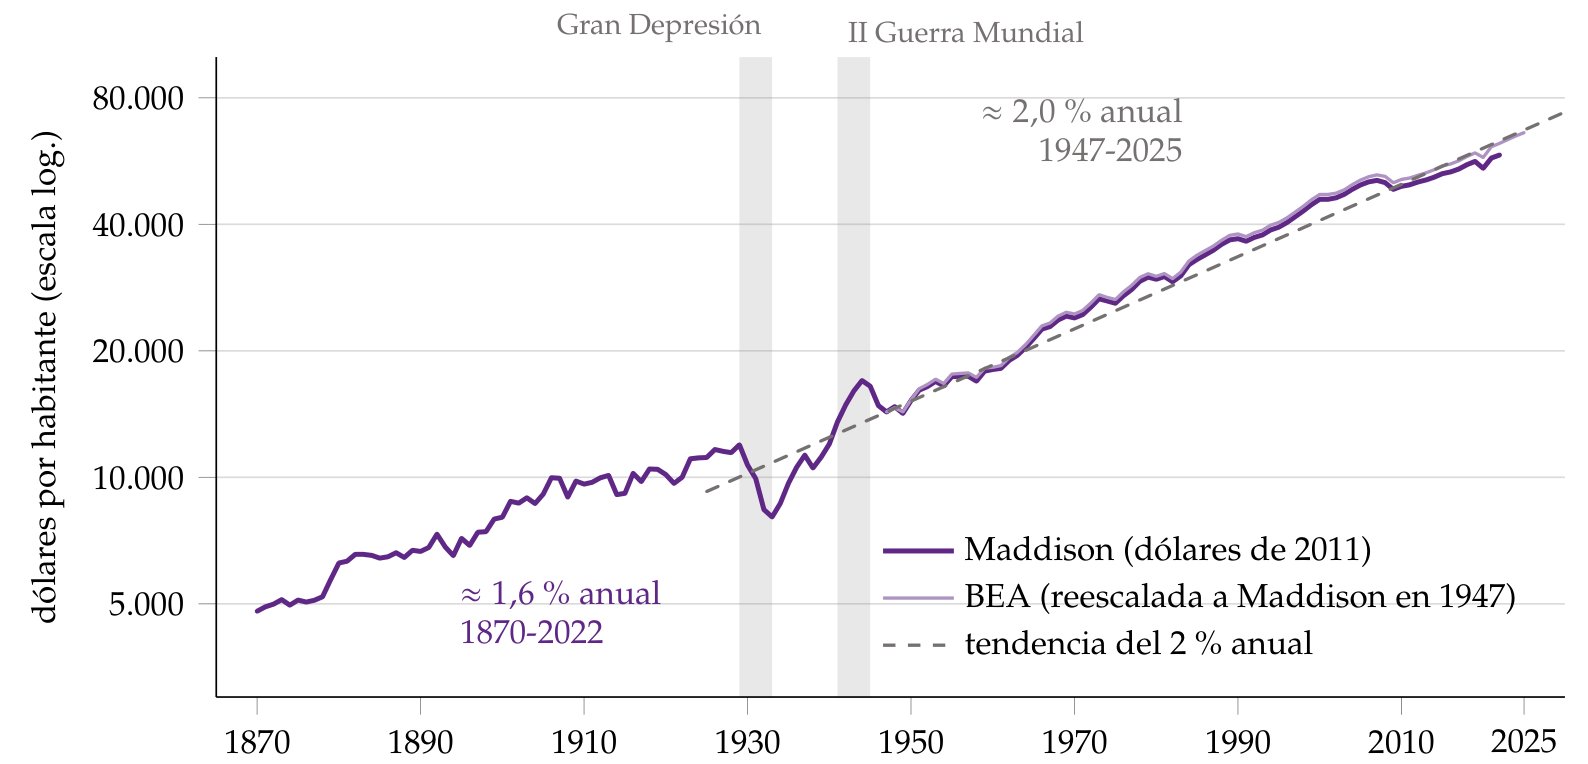 Gran Depresión
II Guerra Mundial
dólares por habitante (escala log.)
80.000
40.000
20.000
10.000
5.000
≈ 2,0 % anual
1947-2025
≈ 1,6 % anual
1870-2022
Maddison (dólares de 2011)
BEA (reescalada a Maddison en 1947)
tendencia del 2 % anual
1870 1890 1910 1930 1950 1970 1990 2010 2025